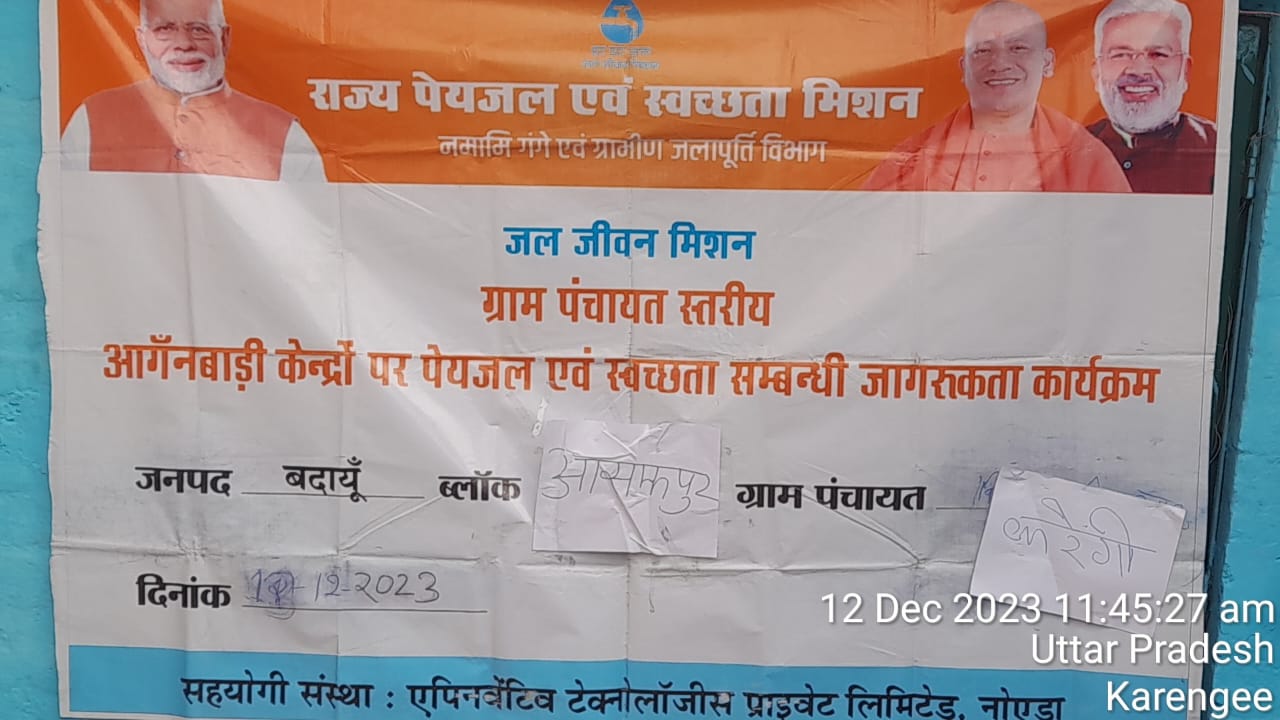 राज्य पेयजल एवं स्वच्छता मिशन
नमामि गंगे एवं ग्रामीण जलापूर्ति विभाग
जल जीवन मिशन
ग्राम पंचायत स्तरीय
आगँनबाड़ी केन्द्रों पर पेयजल एवं स्वच्छता सम्बन्धी जागरुकता कार्यक्रम
जनपद बदायूँ ब्लॉक आसफपुर ग्राम पंचायत करैंगी
दिनांक 12-12-2023
सहयोगी संस्था : एपिनवेंटिव टेक्नोलॉजीस प्राइवेट लिमिटेड, नोएडा
12 Dec 2023 11:45:27 am
Uttar Pradesh
Karengee